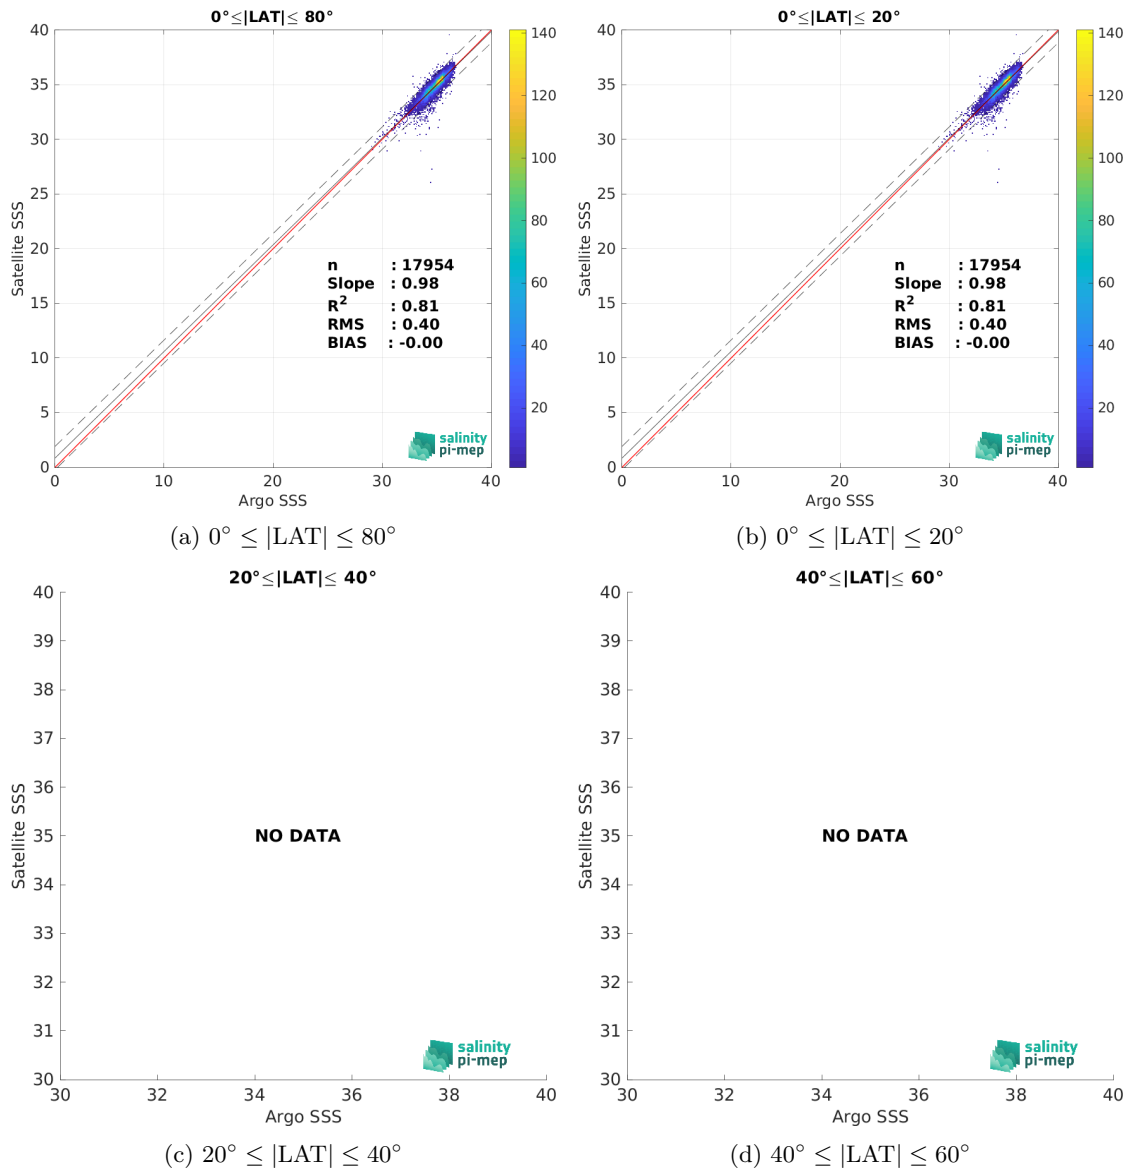 0°≤|LAT|≤ 80°
40
35
30
25
20
15
10
5
0
Satellite SSS
n : 17954
Slope : 0.98
R² : 0.81
RMS : 0.40
BIAS : -0.00
salinity
pi-mep
0 10 20 30 40
Argo SSS
140
120
100
80
60
40
20
(a) 0° ≤ |LAT| ≤ 80°
0°≤|LAT|≤ 20°
40
35
30
25
20
15
10
5
0
Satellite SSS
n : 17954
Slope : 0.98
R² : 0.81
RMS : 0.40
BIAS : -0.00
salinity
pi-mep
0 10 20 30 40
Argo SSS
140
120
100
80
60
40
20
(b) 0° ≤ |LAT| ≤ 20°
20°≤|LAT|≤ 40°
40
39
38
37
36
35
34
33
32
31
30
Satellite SSS
NO DATA
salinity
pi-mep
30 32 34 36 38 40
Argo SSS
(c) 20° ≤ |LAT| ≤ 40°
40°≤|LAT|≤ 60°
40
39
38
37
36
35
34
33
32
31
30
Satellite SSS
NO DATA
salinity
pi-mep
30 32 34 36 38 40
Argo SSS
(d) 40° ≤ |LAT| ≤ 60°